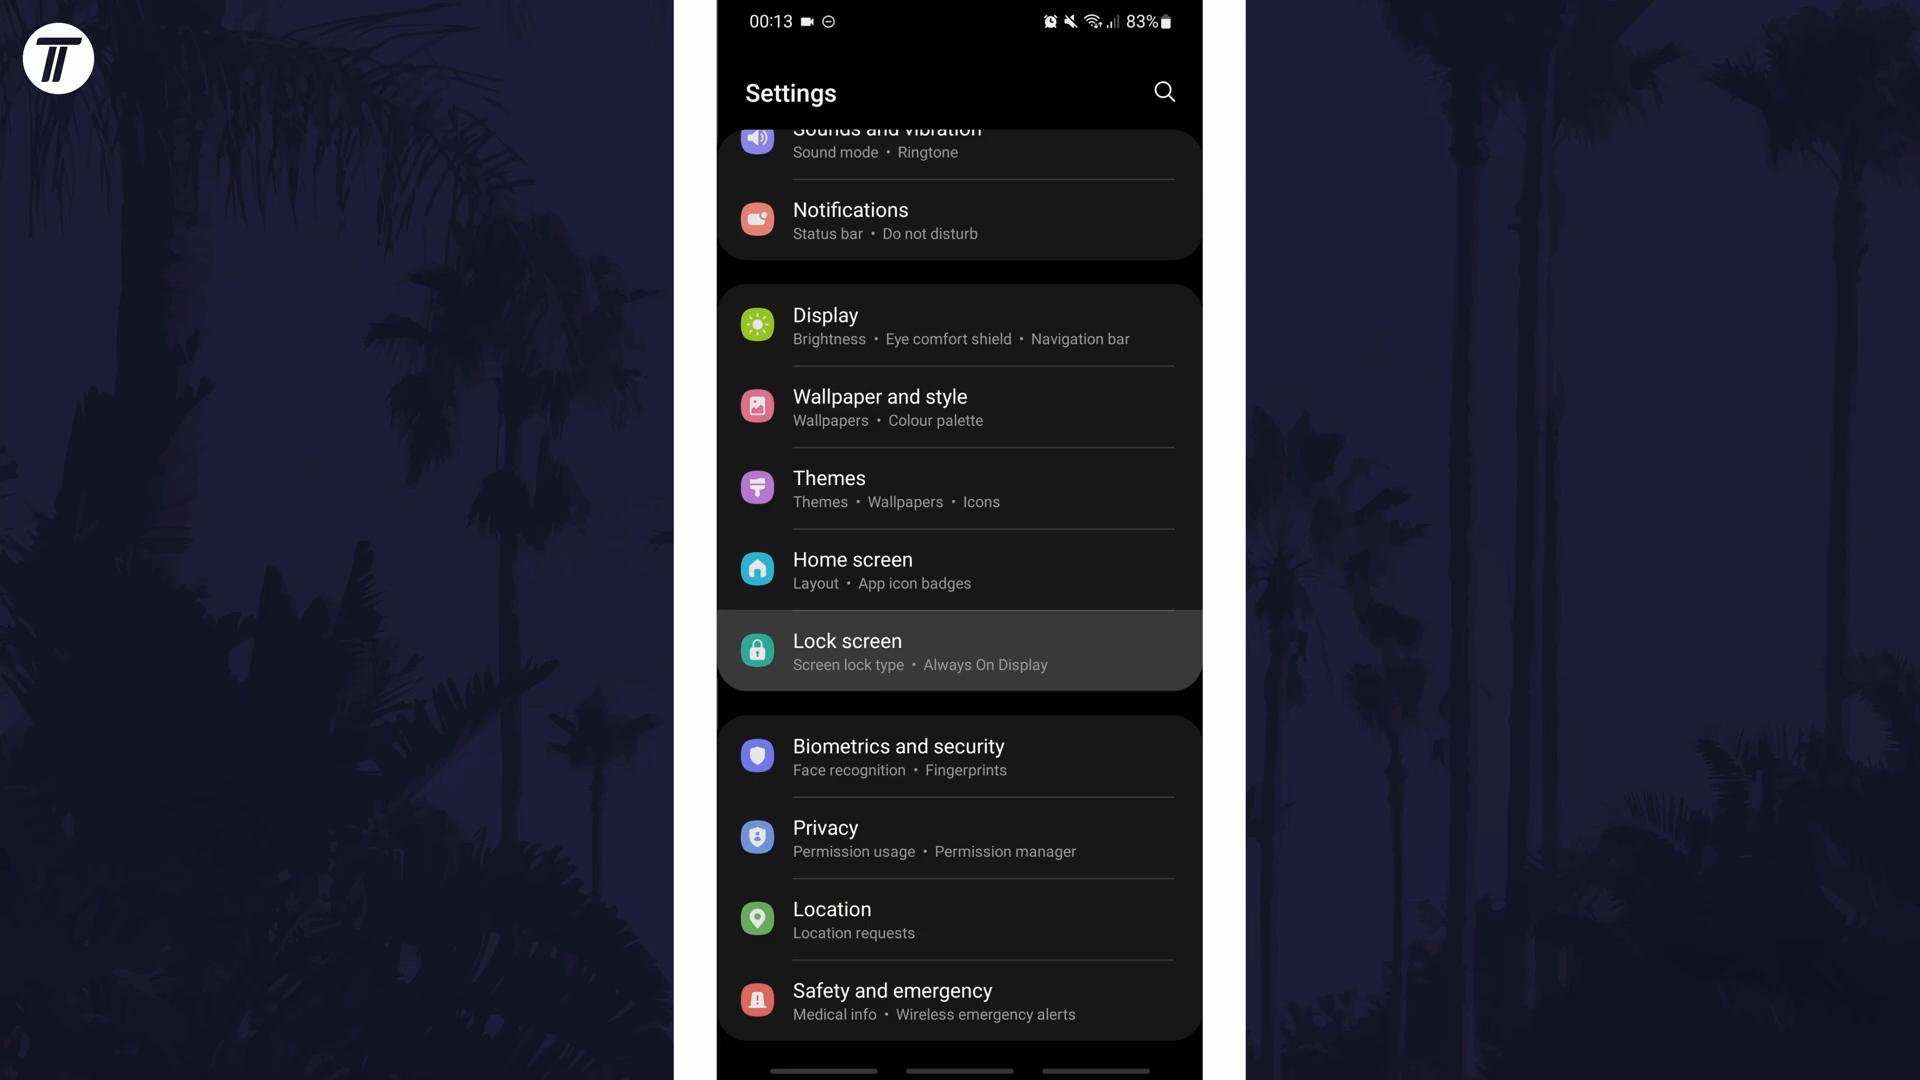 00:13 83%
Settings
Sounds and vibration
Sound mode • Ringtone
Notifications
Status bar • Do not disturb
Display
Brightness • Eye comfort shield • Navigation bar
Wallpaper and style
Wallpapers • Colour palette
Themes
Themes • Wallpapers • Icons
Home screen
Layout • App icon badges
Lock screen
Screen lock type • Always On Display
Biometrics and security
Face recognition • Fingerprints
Privacy
Permission usage • Permission manager
Location
Location requests
Safety and emergency
Medical info • Wireless emergency alerts